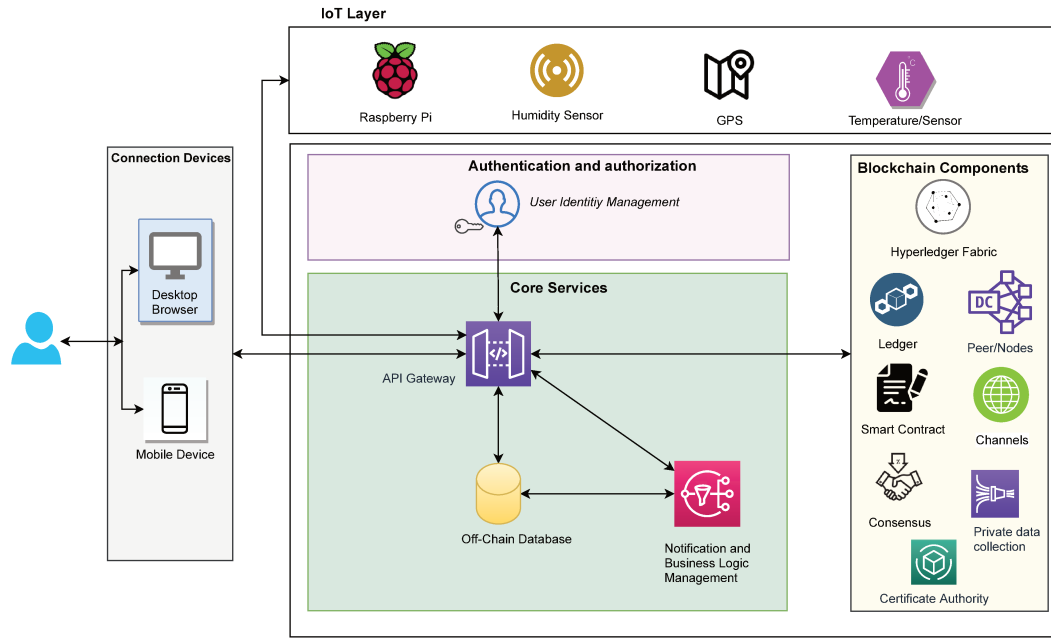 IoT Layer
Raspberry Pi
Humidity Sensor
GPS
°C
Temperature/Sensor
Connection Devices
Desktop
Browser
Mobile Device
Authentication and authorization
User Identitiy Management
Core Services
</>
API Gateway
Off-Chain Database
Notification and
Business Logic
Management
Blockchain Components
Hyperledger Fabric
Ledger
DC
Peer/Nodes
Smart Contract
Channels
Consensus
Private data
collection
Certificate Authority